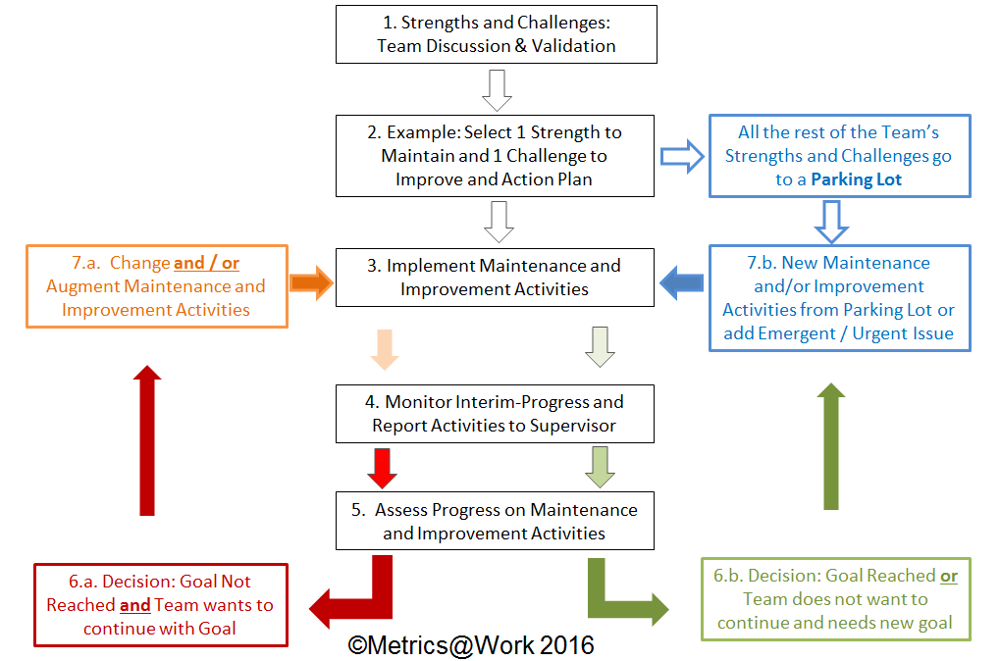 1. Strengths and Challenges:
Team Discussion & Validation
2. Example: Select 1 Strength to
Maintain and 1 Challenge to
Improve and Action Plan
All the rest of the Team's
Strengths and Challenges go
to a Parking Lot
7.a. Change and / or
Augment Maintenance and
Improvement Activities
3. Implement Maintenance and
Improvement Activities
7.b. New Maintenance
and/or Improvement
Activities from Parking Lot or
add Emergent / Urgent Issue
4. Monitor Interim-Progress and
Report Activities to Supervisor
5. Assess Progress on Maintenance
and Improvement Activities
6.a. Decision: Goal Not
Reached and Team wants to
continue with Goal
6.b. Decision: Goal Reached or
Team does not want to
continue and needs new goal
©Metrics@Work 2016